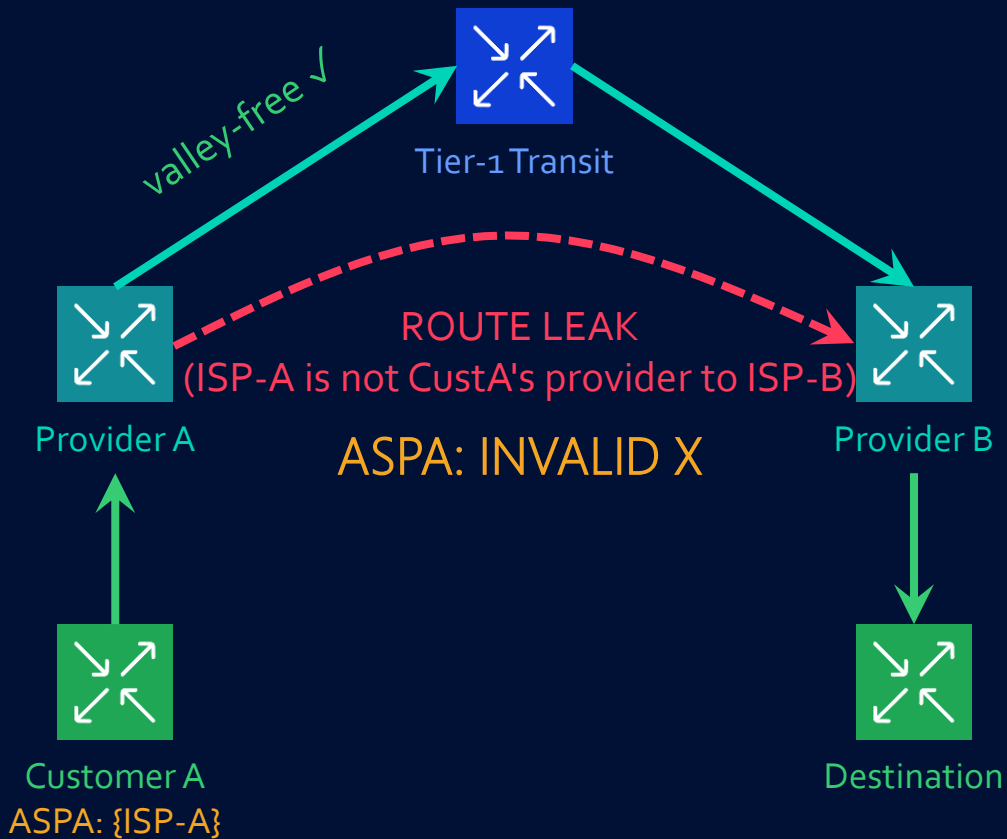 valley-free √
Tier-1 Transit
ROUTE LEAK
(ISP-A is not CustA's provider to ISP-B)
Provider A
ASPA: INVALID X
Provider B
Customer A
ASPA: {ISP-A}
Destination